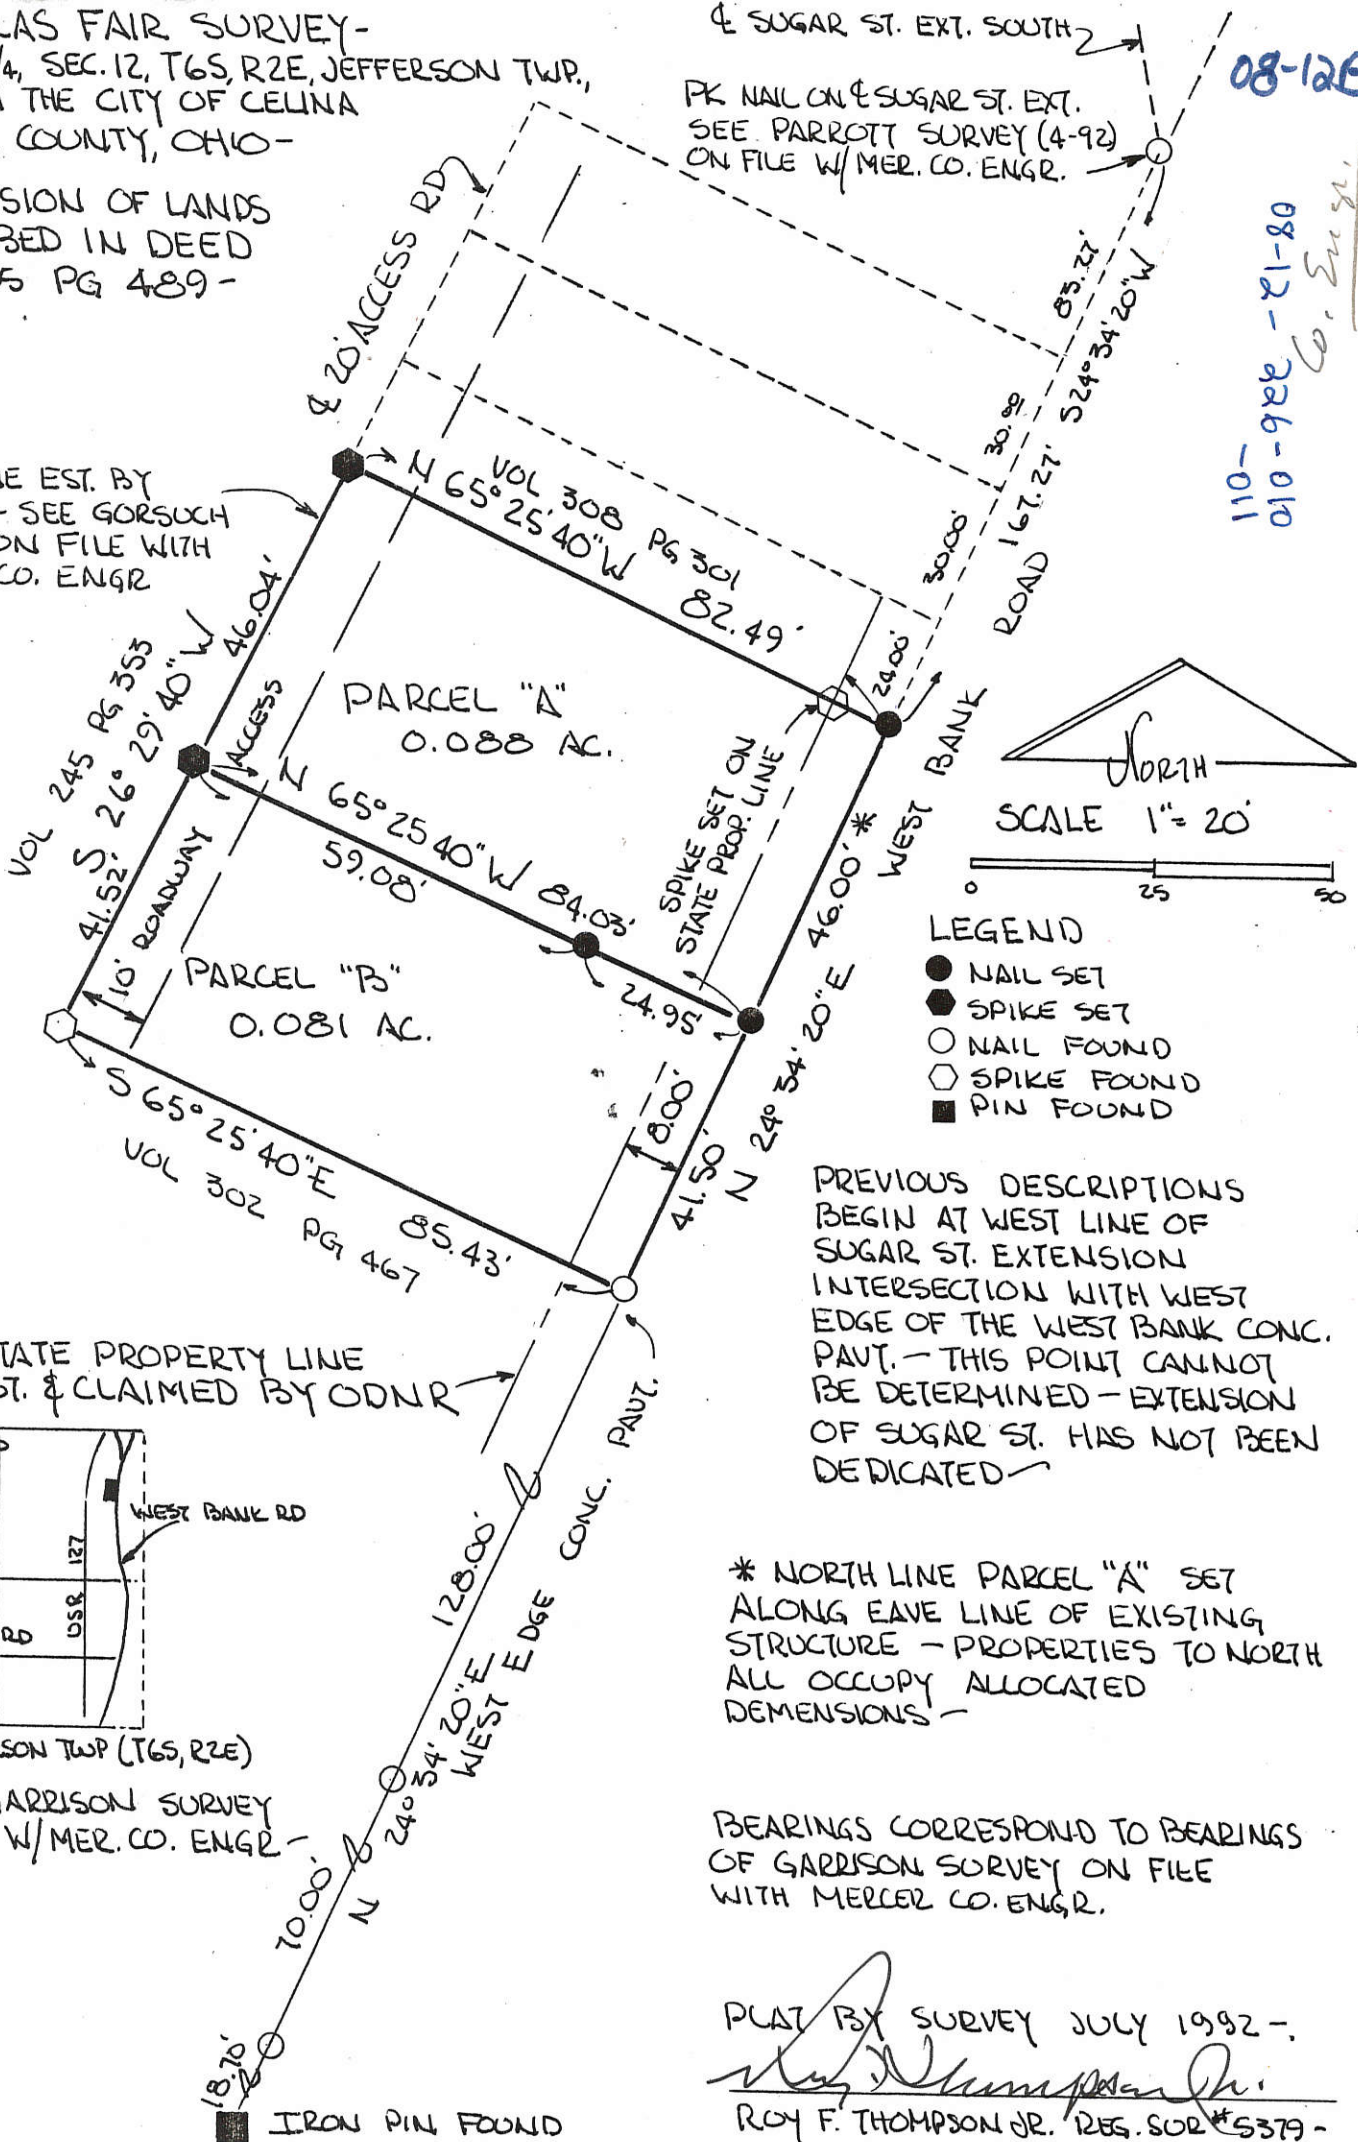 LAS FAIR SURVEY-
/4, SEC. 12, T6S, R2E, JEFFERSON TWP.,
THE CITY OF CELINA
COUNTY, OHIO-
SION OF LANDS
BED IN DEED
5 PG 489-
℄ SUGAR ST. EXT. SOUTH
PK NAIL ON ℄ SUGAR ST. EXT.
SEE PARROTT SURVEY (4-92)
ON FILE W/ MER. CO. ENGR.
08-12
110-
08-12-226-010
Co. Engr.
℄ 20' ACCESS RD
83.27'
S24°34'20"W
30.00
167.27'
30.00'
24.00'
WEST BANK ROAD
E EST. BY
- SEE GORSUCH
ON FILE WITH
CO. ENGR
VOL 308 PG 301
N 65° 25' 40" W
82.49'
46.04'
VOL 245 PG 353
S 26° 29' 40" W
41.52'
10' ROADWAY ACCESS
PARCEL "A"
0.088 AC.
N 65° 25' 40" W 84.03'
59.08'
24.95'
SPIKE SET ON
STATE PROP. LINE
46.00' *
N 24° 34' 20" E
41.50'
8.00'
PARCEL "B"
0.081 AC.
S 65° 25' 40" E
85.43'
VOL 302 PG 467
NORTH
SCALE 1" = 20'
0 25 50
LEGEND
NAIL SET
SPIKE SET
NAIL FOUND
SPIKE FOUND
PIN FOUND
PREVIOUS DESCRIPTIONS
BEGIN AT WEST LINE OF
SUGAR ST. EXTENSION
INTERSECTION WITH WEST
EDGE OF THE WEST BANK CONC.
PAVT. - THIS POINT CANNOT
BE DETERMINED - EXTENSION
OF SUGAR ST. HAS NOT BEEN
DEDICATED -
TATE PROPERTY LINE
ST. & CLAIMED BY ODNR
WEST BANK RD
USR 127
RD
SON TWP (T6S, R2E)
GARRISON SURVEY
W/ MER. CO. ENGR -
128.00'
N 24° 34' 20" E
WEST EDGE CONC. PAVT.
70.00'
18.70'
IRON PIN FOUND
* NORTH LINE PARCEL "A" SET
ALONG EAVE LINE OF EXISTING
STRUCTURE - PROPERTIES TO NORTH
ALL OCCUPY ALLOCATED
DEMENSIONS -
BEARINGS CORRESPOND TO BEARINGS
OF GARRISON SURVEY ON FILE
WITH MERCER CO. ENGR.
PLAT BY SURVEY JULY 1992 -.
ROY F. THOMPSON JR. REG. SUR #5379 -